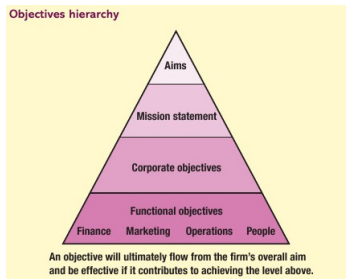 Objectives hierarchy
Aims
Mission statement
Corporate objectives
Functional objectives
Finance Marketing Operations People
An objective will ultimately flow from the firm's overall aim
and be effective if it contributes to achieving the level above.